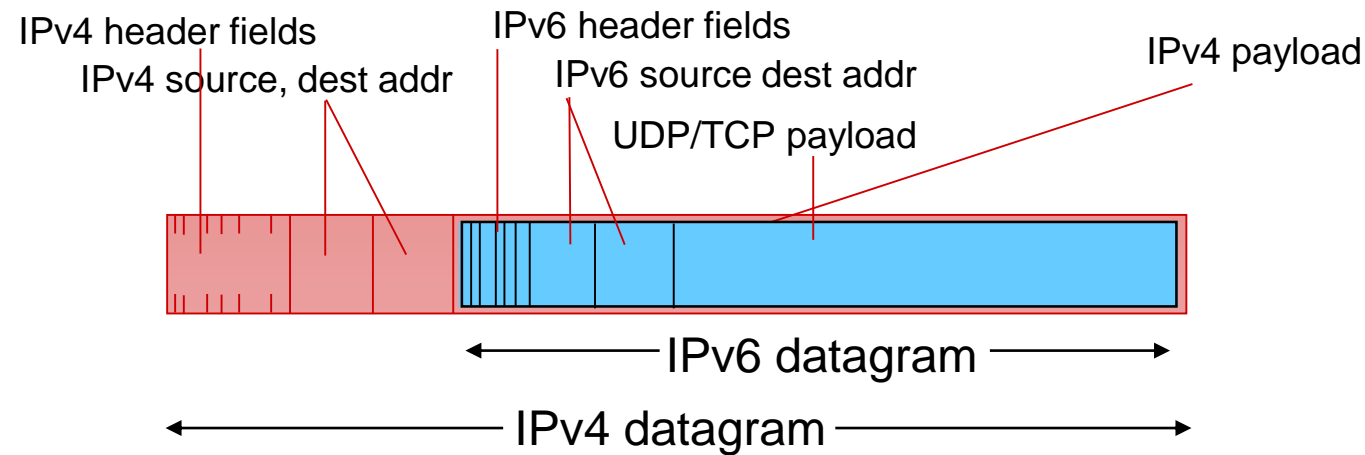 IPv4 header fields
IPv6 header fields
IPv4 payload
IPv4 source, dest addr
IPv6 source dest addr
UDP/TCP payload
IPv6 datagram
IPv4 datagram